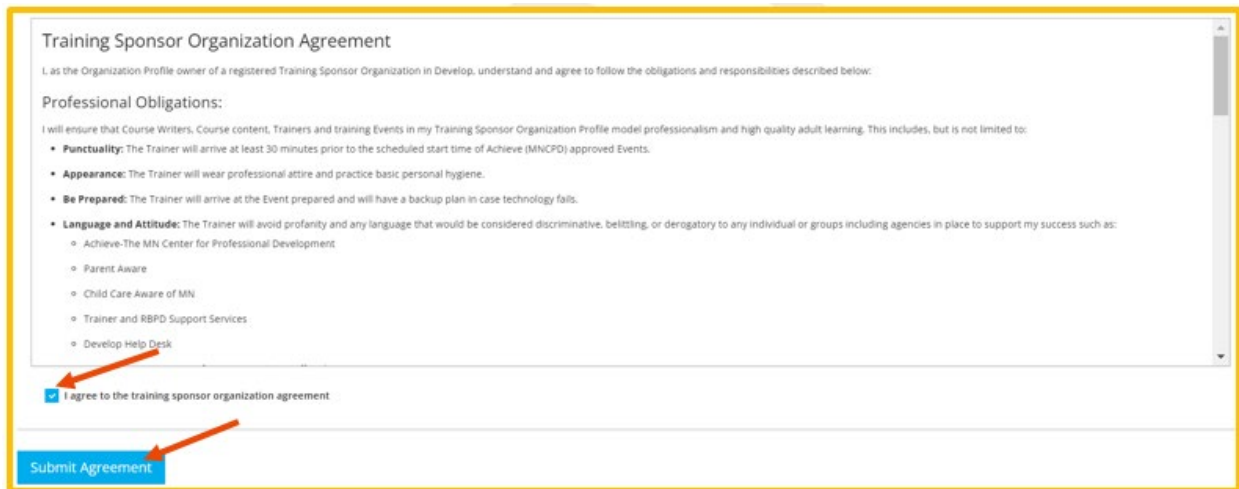 Training Sponsor Organization Agreement
I, as the Organization Profile owner of a registered Training Sponsor Organization in Develop, understand and agree to follow the obligations and responsibilities described below:
Professional Obligations:
I will ensure that Course Writers, Course content, Trainers and training Events in my Training Sponsor Organization Profile model professionalism and high quality adult learning. This includes, but is not limited to:
• Punctuality: The Trainer will arrive at least 30 minutes prior to the scheduled start time of Achieve (MNCPD) approved Events.
• Appearance: The Trainer will wear professional attire and practice basic personal hygiene.
• Be Prepared: The Trainer will arrive at the Event prepared and will have a backup plan in case technology fails.
• Language and Attitude: The Trainer will avoid profanity and any language that would be considered discriminative, belittling, or derogatory to any individual or groups including agencies in place to support my success such as:
Achieve-The MN Center for Professional Development
Parent Aware
Child Care Aware of MN
Trainer and RBPD Support Services
Develop Help Desk
I agree to the training sponsor organization agreement
Submit Agreement